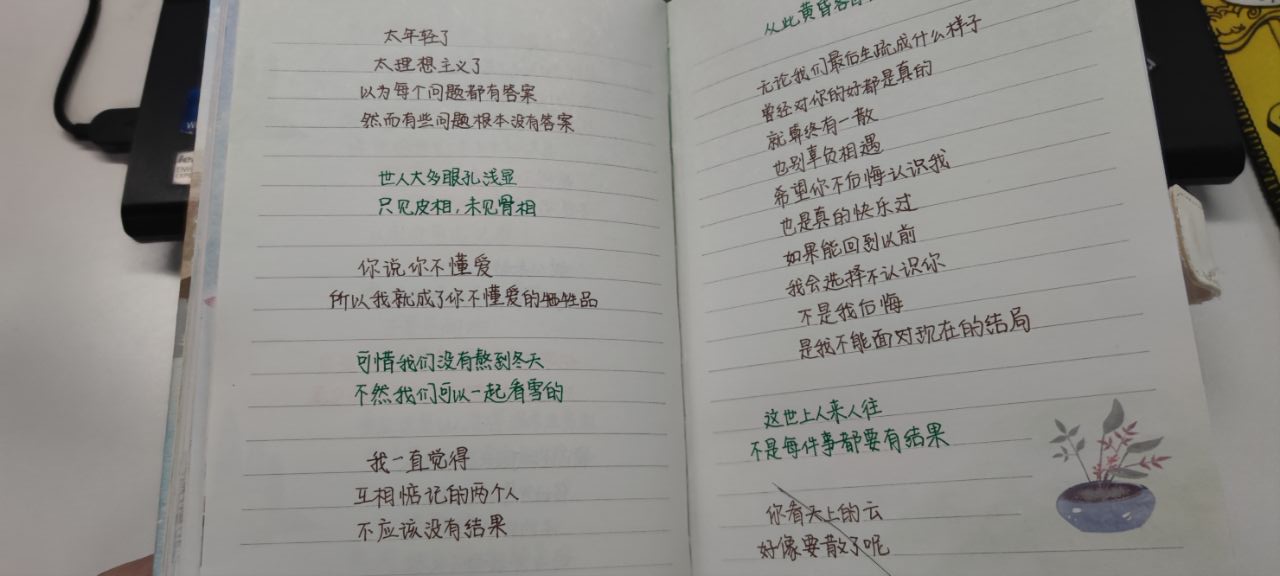 太年轻了
太理想主义了
以为每个问题都有答案
然而有些问题根本没有答案
世人大多眼孔浅显
只见皮相,未见骨相
你说你不懂爱
所以我就成了你不懂爱的牺牲品
可惜我们没有熬到冬天
不然我们可以一起看雪的
我一直觉得
互相惦记的两个人
不应该没有结果
从此黄昏各自
无论我们最后生疏成什么样子
曾经对你的好都是真的
就算终有一散
也别辜负相遇
希望你不后悔认识我
也是真的快乐过
如果能回到以前
我会选择不认识你
不是我后悔
是我不能面对现在的结局
这世上人来人往
不是每件事都要有结果
你看天上的云
好像要散了呢